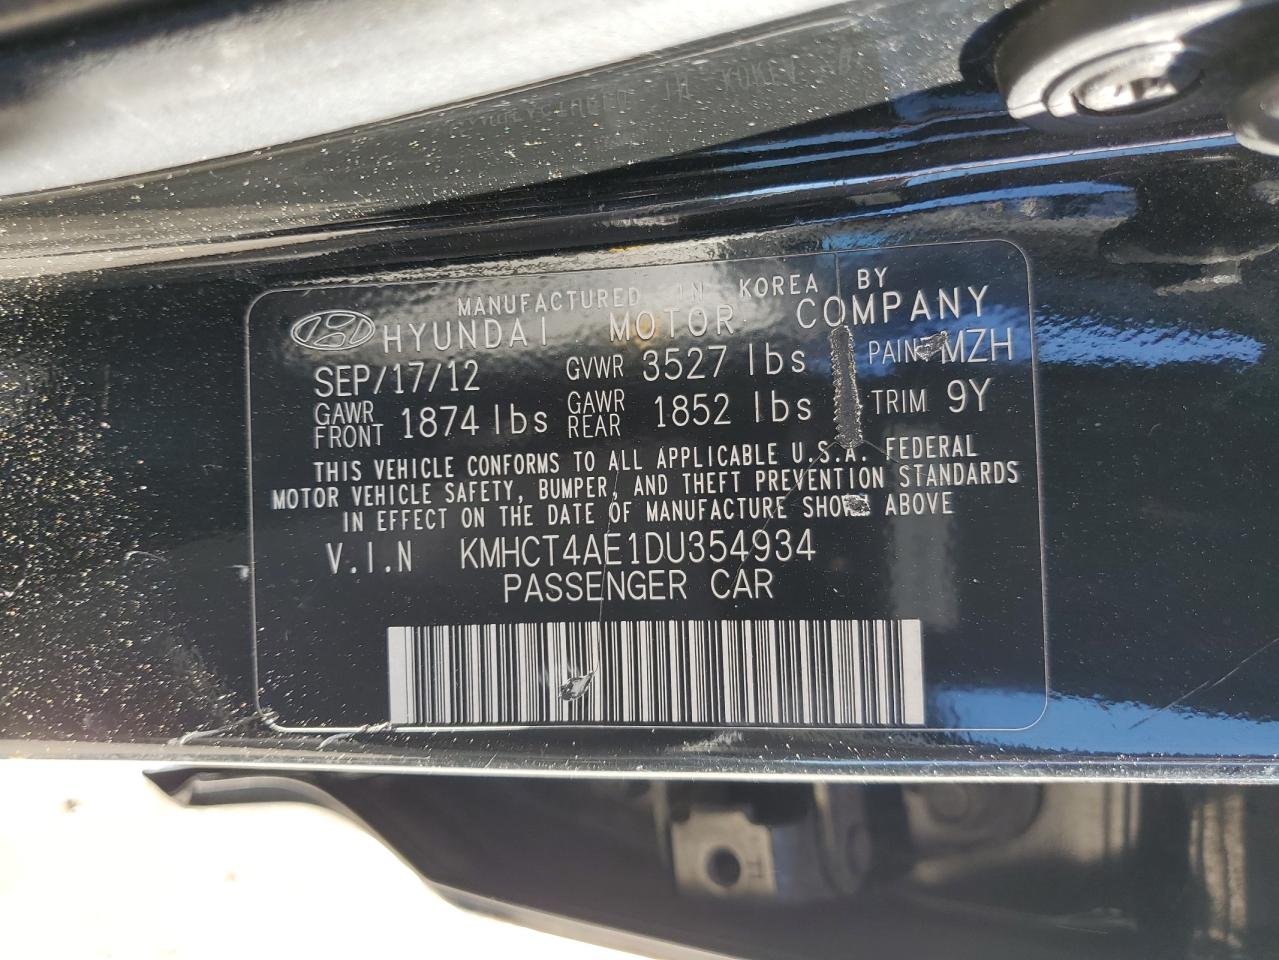 MANUFACTURED IN KOREA BY
HYUNDAI MOTOR COMPANY
SEP/17/12 GVWR 3527 lbs PAINT MZH
GAWR FRONT 1874 lbs GAWR REAR 1852 lbs TRIM 9Y
THIS VEHICLE CONFORMS TO ALL APPLICABLE U.S.A. FEDERAL
MOTOR VEHICLE SAFETY, BUMPER, AND THEFT PREVENTION STANDARDS
IN EFFECT ON THE DATE OF MANUFACTURE SHOWN ABOVE
V.I.N KMHCT4AE1DU354934
PASSENGER CAR